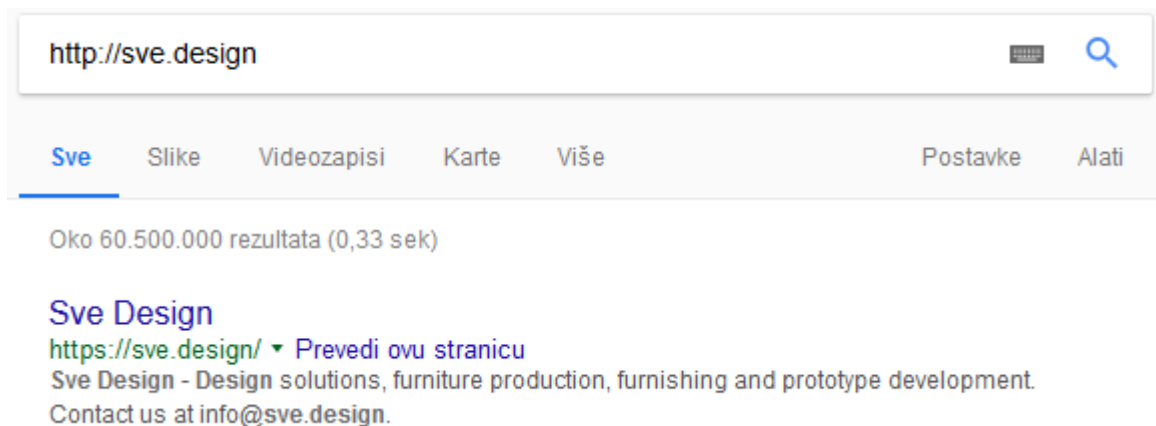 http://sve.design
Sve Slike Videozapisi Karte Više Postavke Alati
Oko 60.500.000 rezultata (0,33 sek)
Sve Design
https://sve.design/ ▾ Prevedi ovu stranicu
Sve Design - Design solutions, furniture production, furnishing and prototype development.
Contact us at info@sve.design.